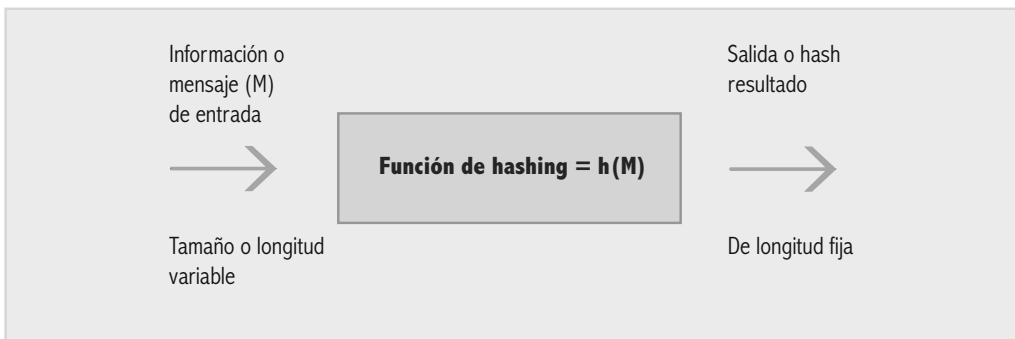 Información o
mensaje (M)
de entrada
Tamaño o longitud
variable
Función de hashing = h(M)
Salida o hash
resultado
De longitud fija